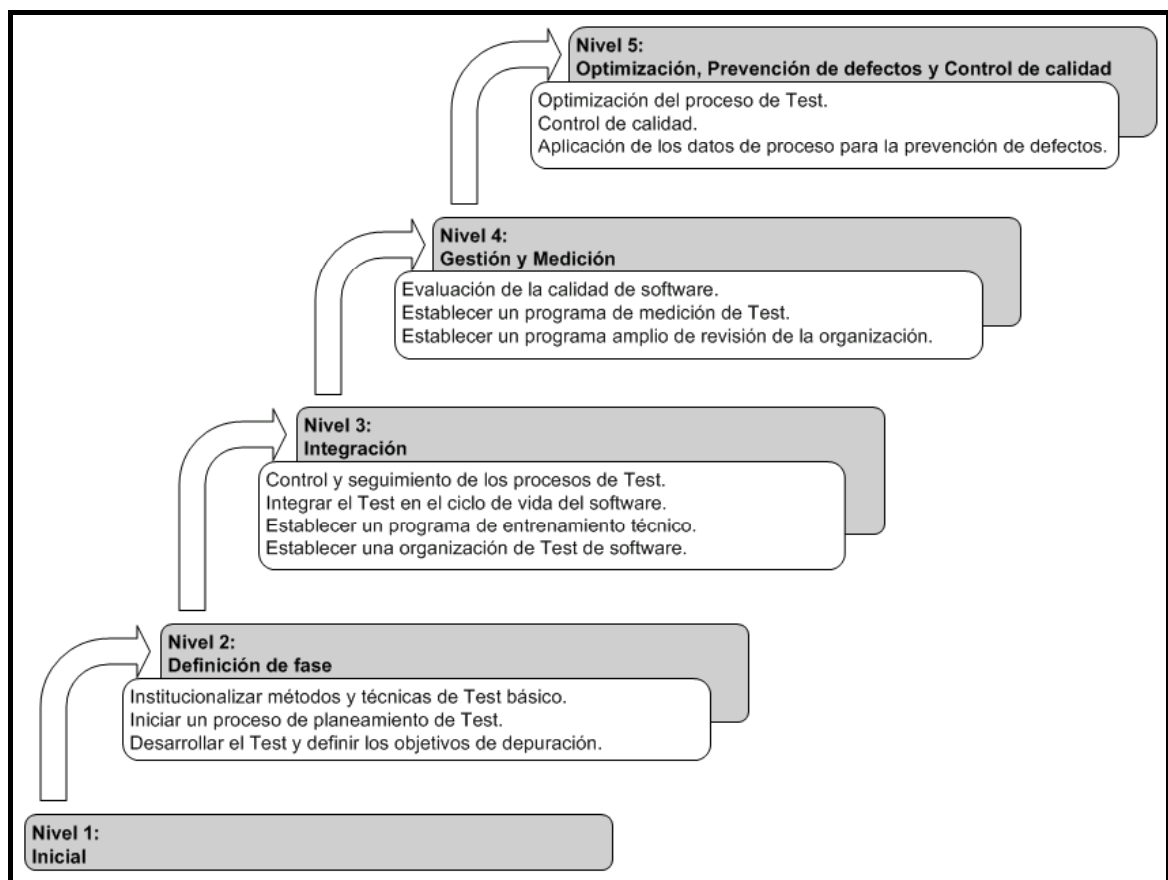 Nivel 5:
Optimización, Prevención de defectos y Control de calidad
Optimización del proceso de Test.
Control de calidad.
Aplicación de los datos de proceso para la prevención de defectos.
Nivel 4:
Gestión y Medición
Evaluación de la calidad de software.
Establecer un programa de medición de Test.
Establecer un programa amplio de revisión de la organización.
Nivel 3:
Integración
Control y seguimiento de los procesos de Test.
Integrar el Test en el ciclo de vida del software.
Establecer un programa de entrenamiento técnico.
Establecer una organización de Test de software.
Nivel 2:
Definición de fase
Institucionalizar métodos y técnicas de Test básico.
Iniciar un proceso de planeamiento de Test.
Desarrollar el Test y definir los objetivos de depuración.
Nivel 1:
Inicial